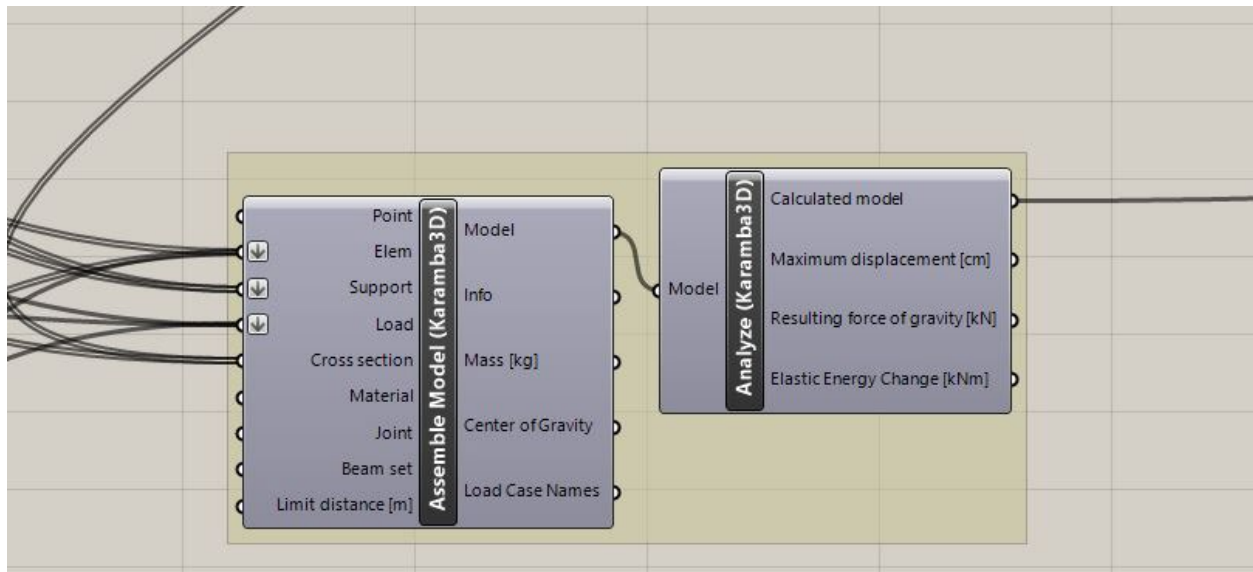 Point
Elem
Support
Load
Cross section
Material
Joint
Beam set
Limit distance [m]
Assemble Model (Karamba3D)
Model
Info
Mass [kg]
Center of Gravity
Load Case Names
Model
Analyze (Karamba3D)
Calculated model
Maximum displacement [cm]
Resulting force of gravity [kN]
Elastic Energy Change [kNm]